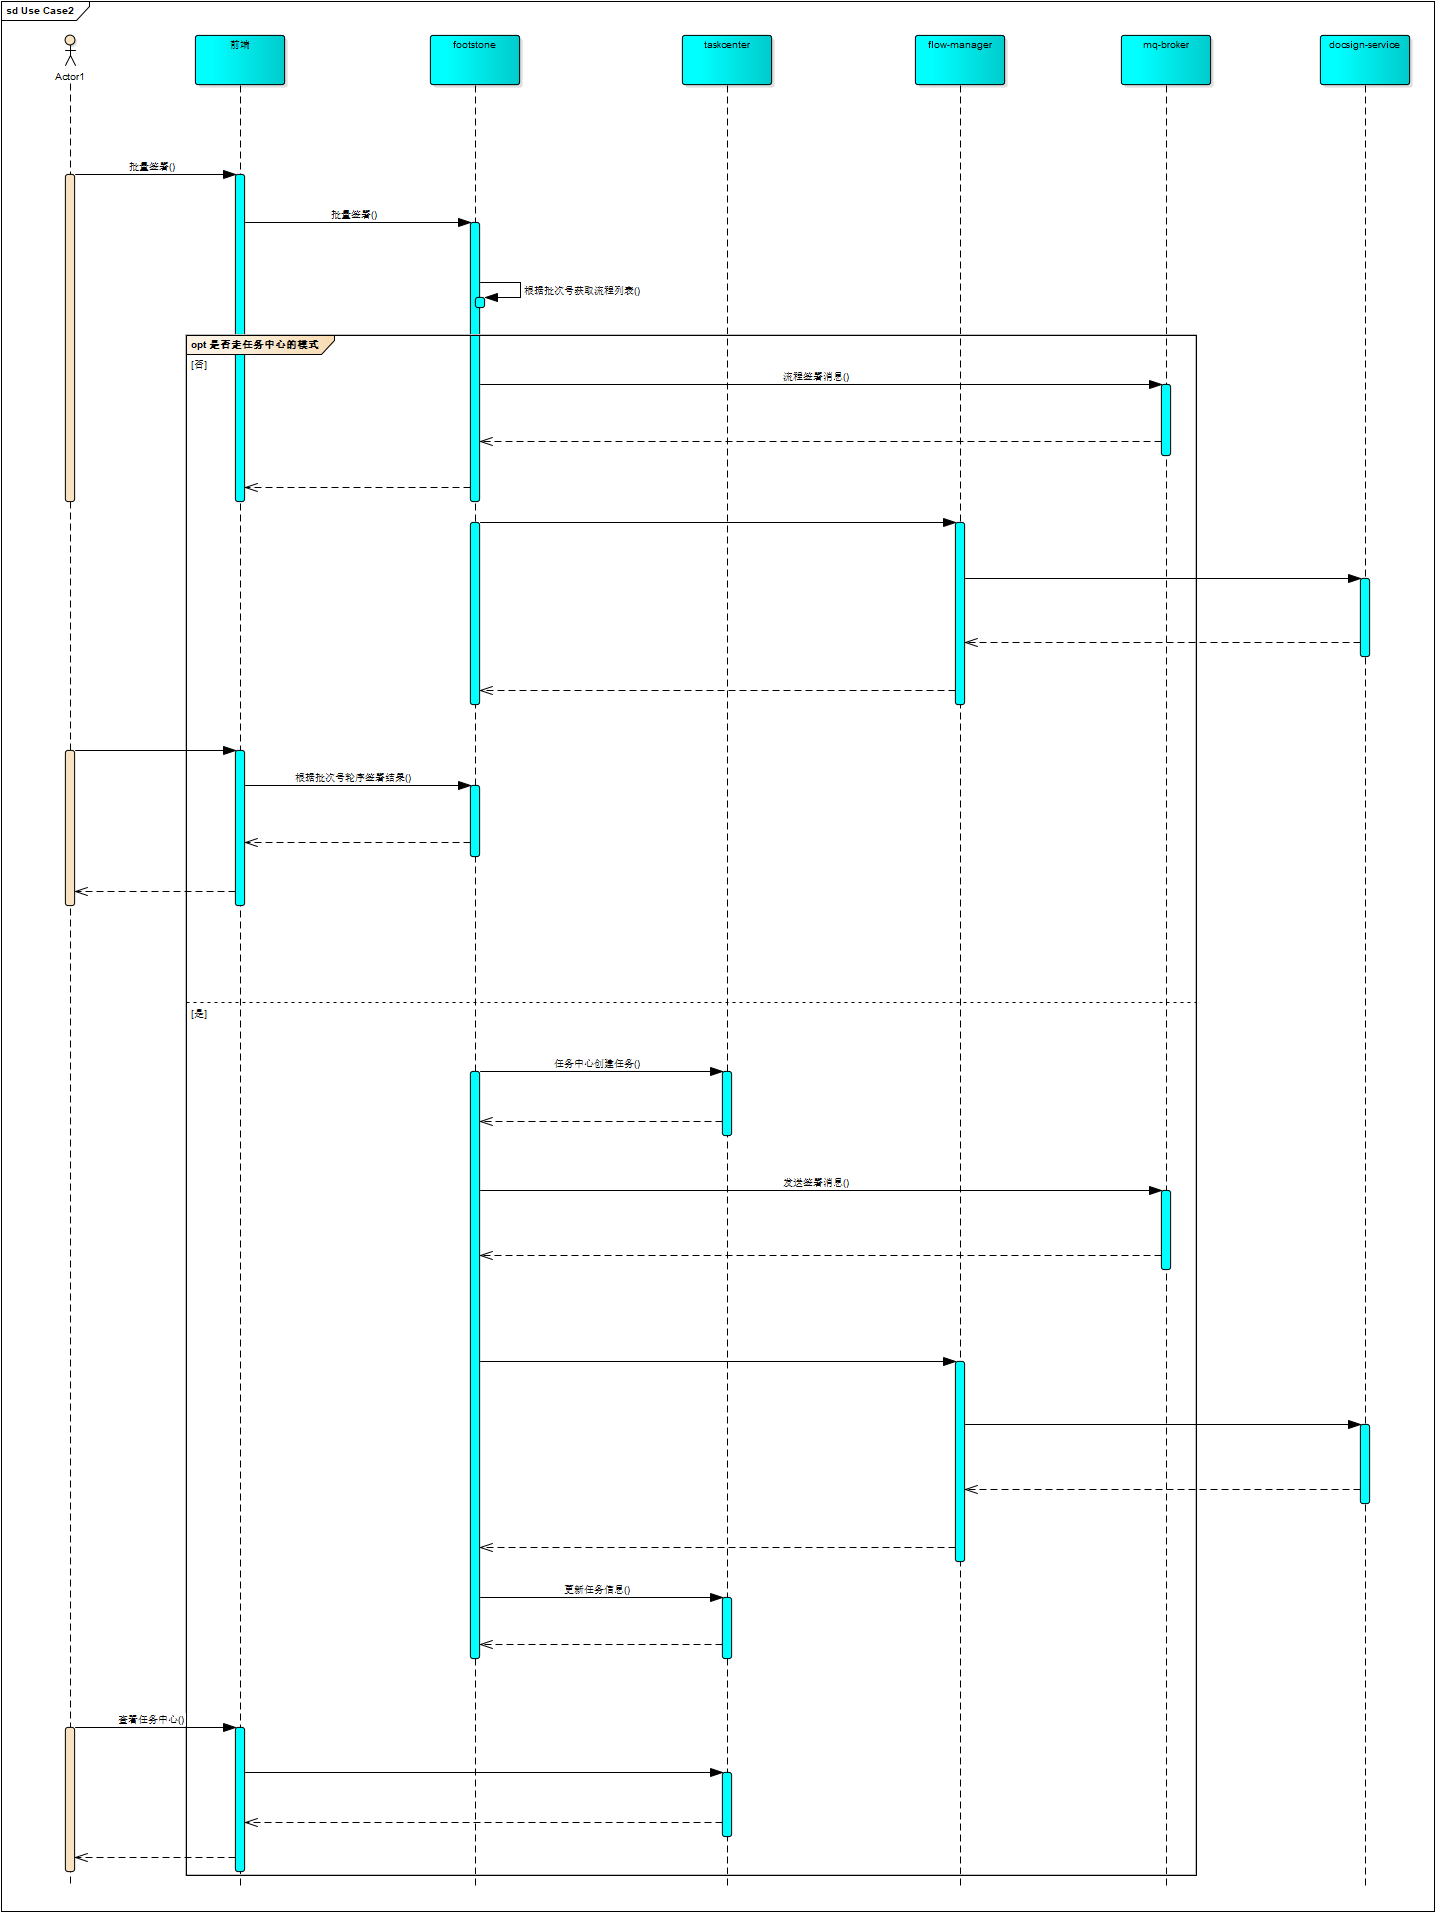 sd Use Case2
Actor1
前端
footstone
taskcenter
flow-manager
mq-broker
docsign-service
批量签署()
批量签署()
根据批次号获取流程列表()
opt 是否走任务中心的模式
[否]
流程签署消息()
根据批次号轮序签署结果()
[是]
任务中心创建任务()
发送签署消息()
更新任务信息()
查看任务中心()